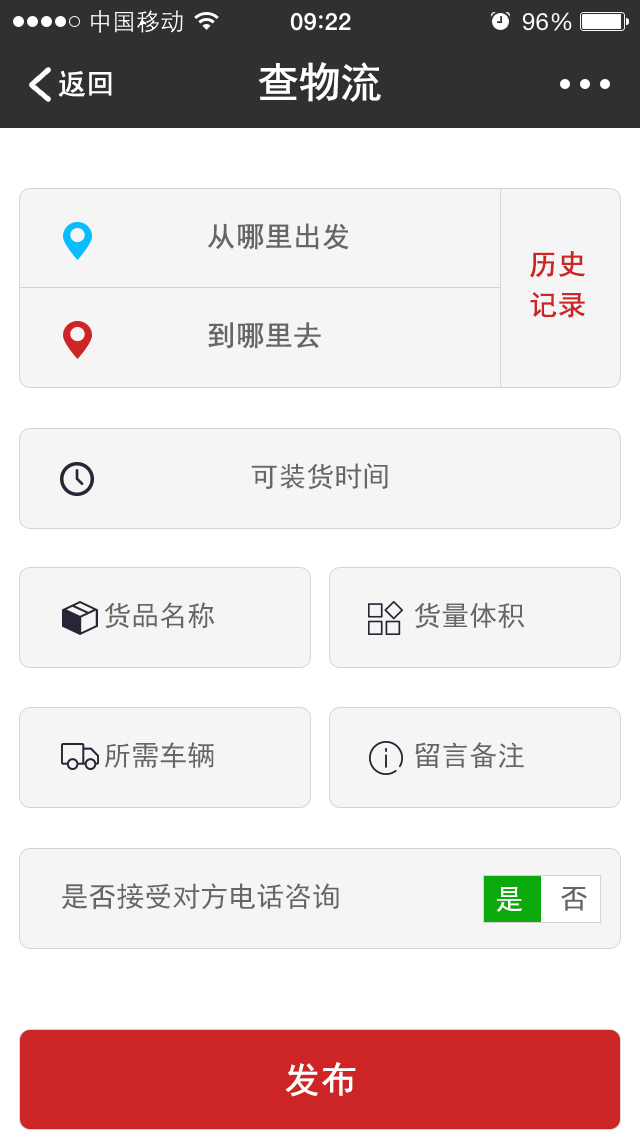 中国移动 09:22 96%
返回 查物流
从哪里出发
到哪里去
历史
记录
可装货时间
货品名称 货量体积
所需车辆 留言备注
是否接受对方电话咨询 是 否
发布